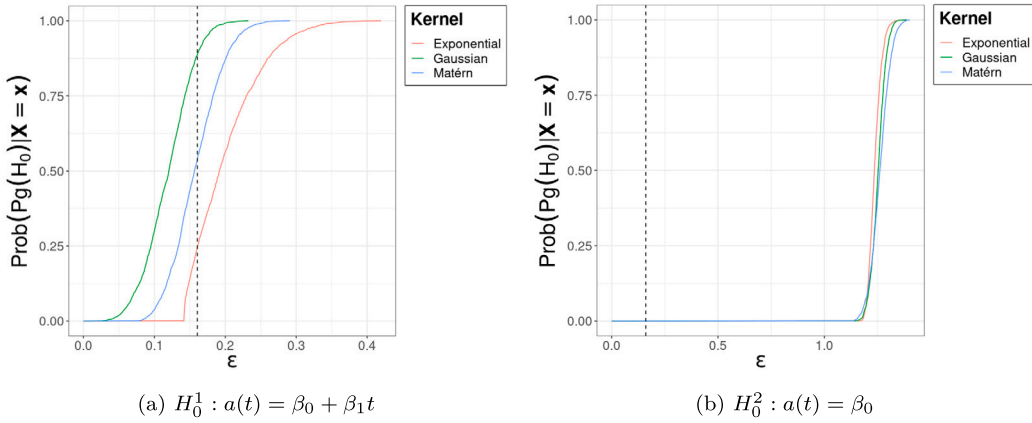 Prob(Pg(H₀)|X = x)
1.00
0.75
0.50
0.25
0.00
0.0 0.1 0.2 0.3 0.4
ε
Kernel
Exponential
Gaussian
Matérn
(a) H₀¹ : a(t) = β₀ + β₁t
Prob(Pg(H₀)|X = x)
1.00
0.75
0.50
0.25
0.00
0.0 0.5 1.0
ε
Kernel
Exponential
Gaussian
Matérn
(b) H₀² : a(t) = β₀